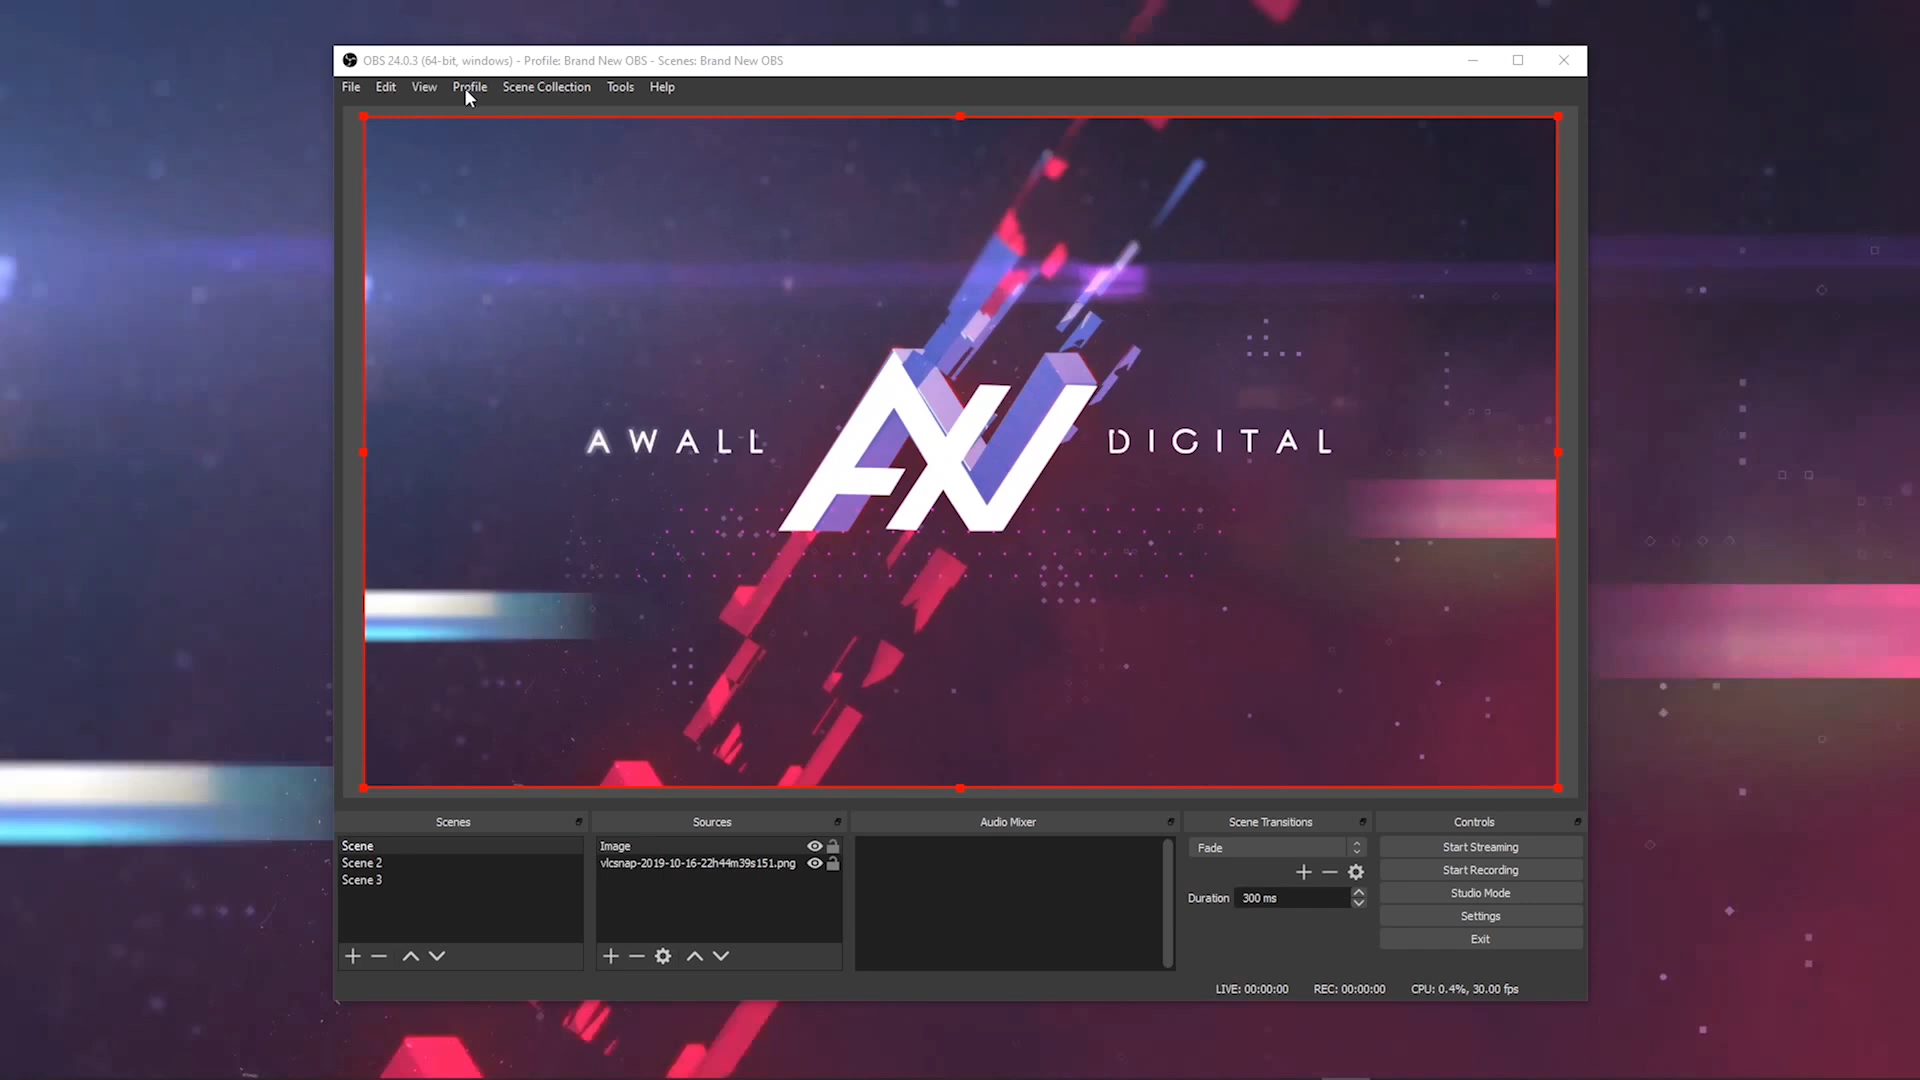 OBS 24.0.3 (64-bit, windows) - Profile: Brand New OBS - Scenes: Brand New OBS
File Edit View Profile Scene Collection Tools Help
AWALL AW DIGITAL
Scenes Sources Audio Mixer Scene Transitions Controls
Scene
Scene 2
Scene 3
Image
vlcsnap-2019-10-16-22h44m39s151.png
Fade
Duration 300 ms
Start Streaming
Start Recording
Studio Mode
Settings
Exit
LIVE: 00:00:00 REC: 00:00:00 CPU: 0.4%, 30.00 fps